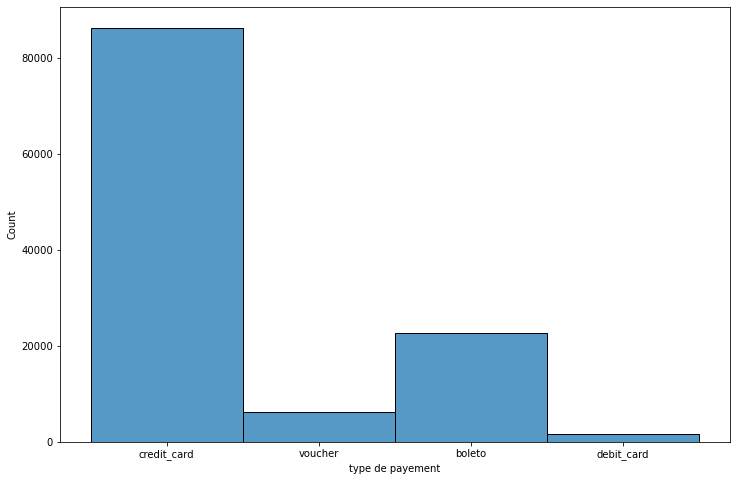 80000
60000
40000
20000
0
Count
credit_card voucher boleto debit_card
type de payement